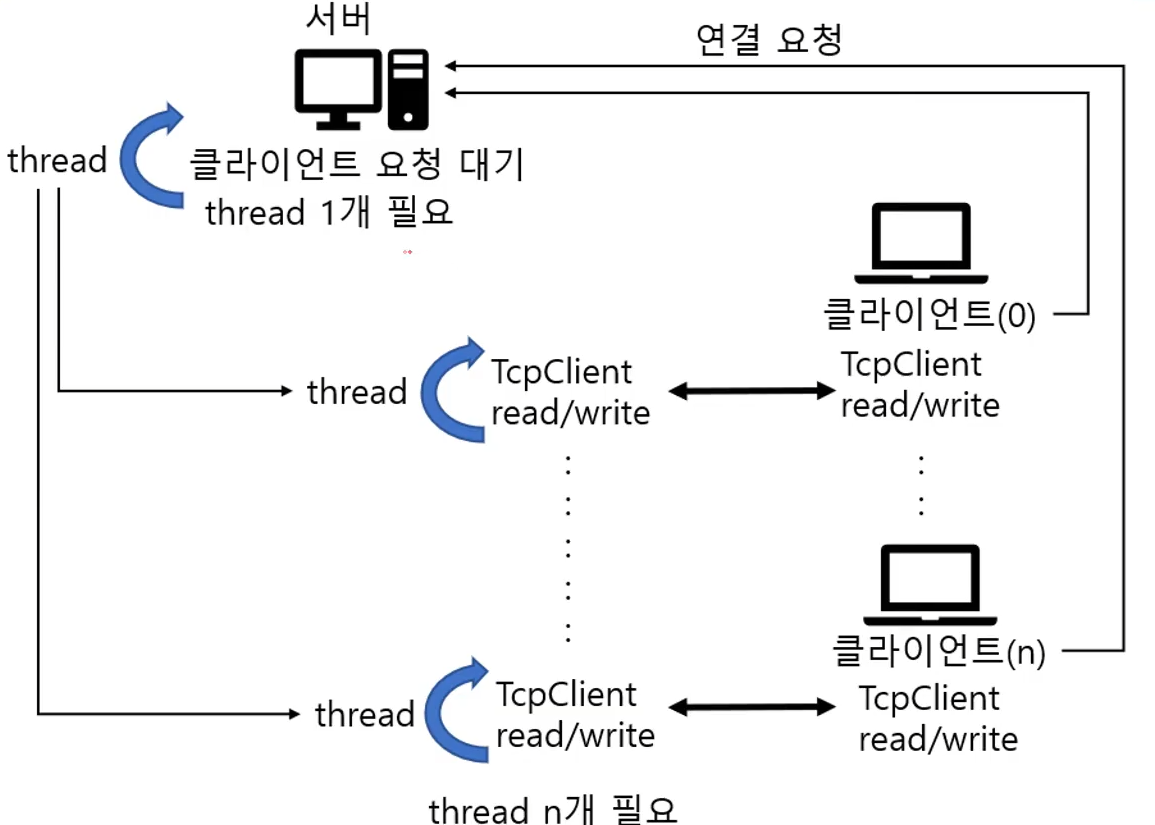 서버
연결 요청
thread
클라이언트 요청 대기
thread 1개 필요
클라이언트(0)
thread
TcpClient
read/write
TcpClient
read/write
클라이언트(n)
thread
TcpClient
read/write
TcpClient
read/write
thread n개 필요